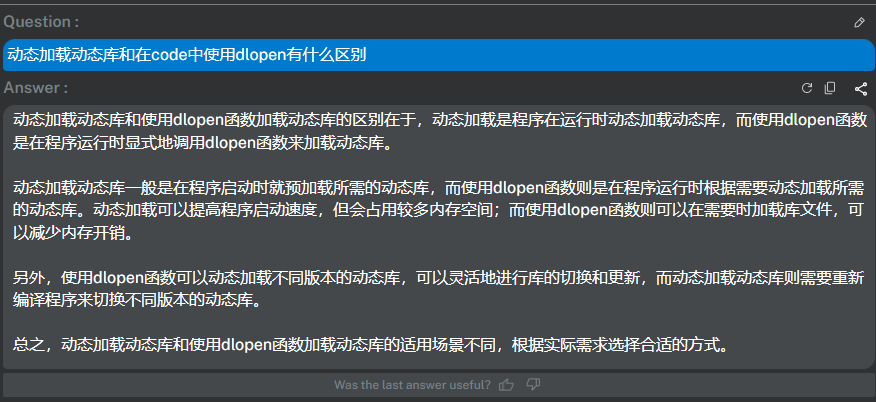 Question :
动态加载动态库和在code中使用dlopen有什么区别
Answer :
动态加载动态库和使用dlopen函数加载动态库的区别在于，动态加载是程序在运行时动态加载动态库，而使用dlopen函数
是在程序运行时显式地调用dlopen函数来加载动态库。
动态加载动态库一般是在程序启动时就预加载所需的动态库，而使用dlopen函数则是在程序运行时根据需要动态加载所需
的动态库。动态加载可以提高程序启动速度，但会占用较多内存空间；而使用dlopen函数则可以在需要时加载库文件，可
以减少内存开销。
另外，使用dlopen函数可以动态加载不同版本的动态库，可以灵活地进行库的切换和更新，而动态加载动态库则需要重新
编译程序来切换不同版本的动态库。
总之，动态加载动态库和使用dlopen函数加载动态库的适用场景不同，根据实际需求选择合适的方式。
Was the last answer useful?